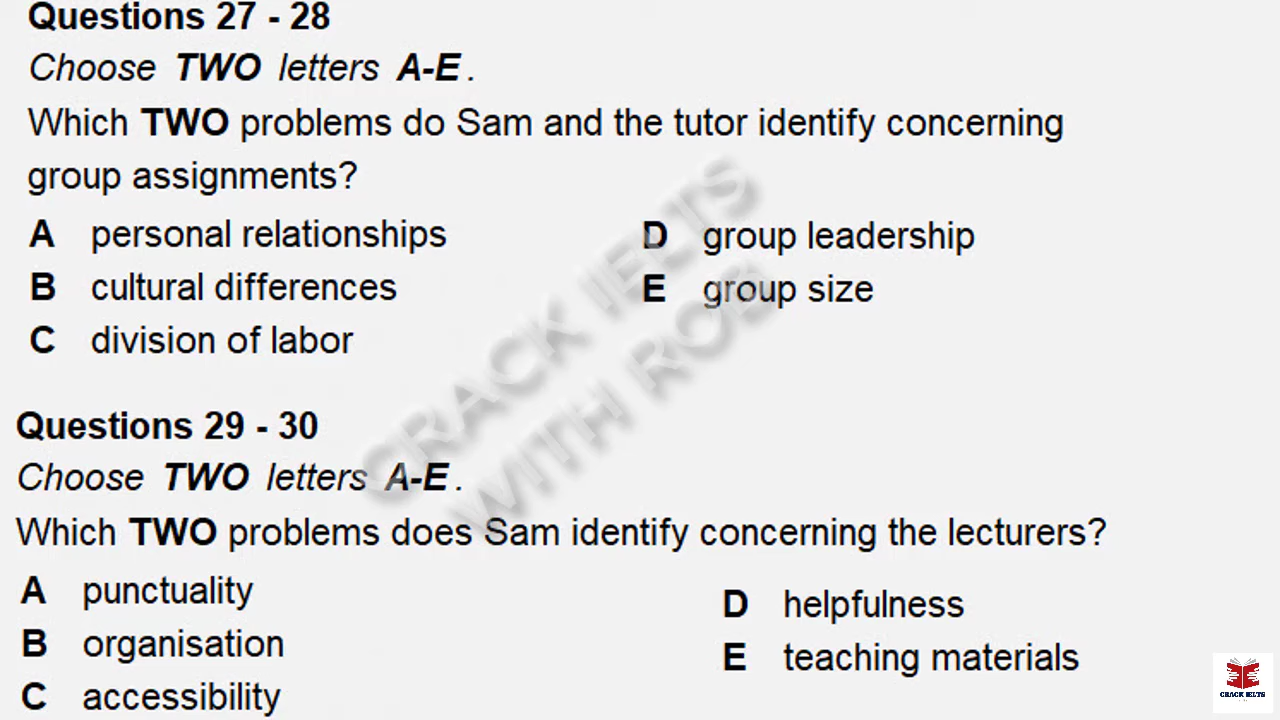 Questions 27 - 28
Choose TWO letters A-E .
Which TWO problems do Sam and the tutor identify concerning
group assignments?
A personal relationships
B cultural differences
C division of labor
D group leadership
E group size
Questions 29 - 30
Choose TWO letters A-E .
Which TWO problems does Sam identify concerning the lecturers?
A punctuality
B organisation
C accessibility
D helpfulness
E teaching materials
CRACK IELTS
WITH ROB
CRACK IELTS